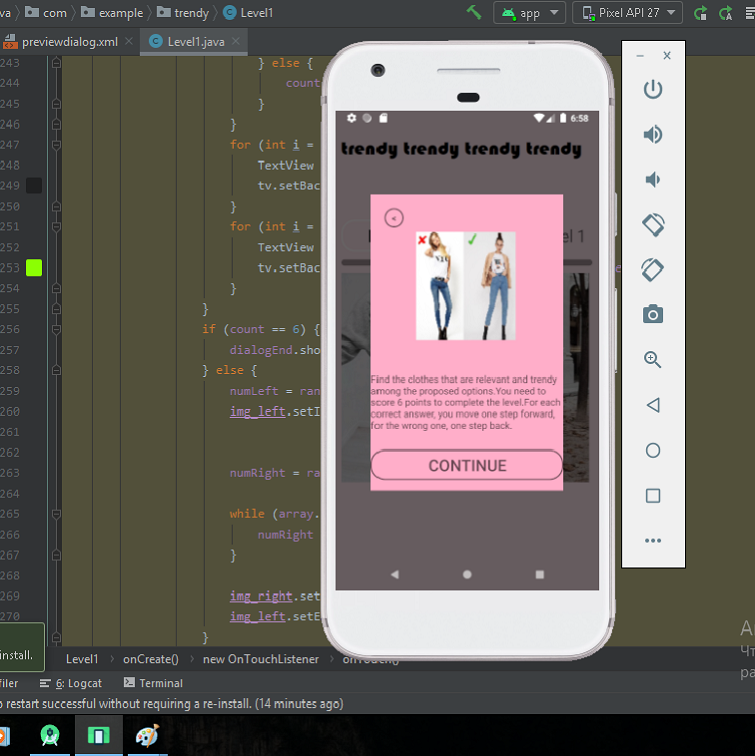 va
com
example
trendy
Level1
app
Pixel API 27
previewdialog.xml
Level1.java
243 } else {
244 count
245 }
246 }
247 for (int i =
248 TextView
249 tv.setBac
250 }
251 for (int i =
252 TextView
253 tv.setBac
254 }
255 }
256 if (count == 6) {
257 dialogEnd.sho
258 } else {
259 numLeft = ran
260 img_left.setI
261
262
263 numRight = ra
264
265 while (array.
266 numRight
267 }
268
269 img_right.set
270 img_left.setE
}
6:58
trendy trendy trendy trendy
el 1
Find the clothes that are relevant and trendy
among the proposed options.You need to
score 6 points to complete the level.For each
correct answer, you move one step forward,
for the wrong one, one step back.
CONTINUE
install.
Level1
onCreate()
new OnTouchListener
onTouch()
filer
6: Logcat
Terminal
restart successful without requiring a re-install. (14 minutes ago)